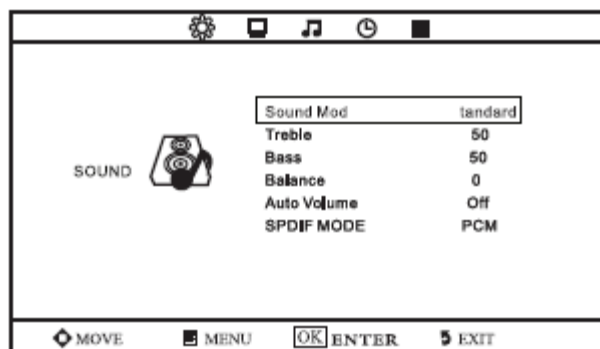 Sound Mod tandard
Treble 50
Bass 50
SOUND
Balance 0
Auto Volume Off
SPDIF MODE PCM
MOVE MENU OK ENTER EXIT